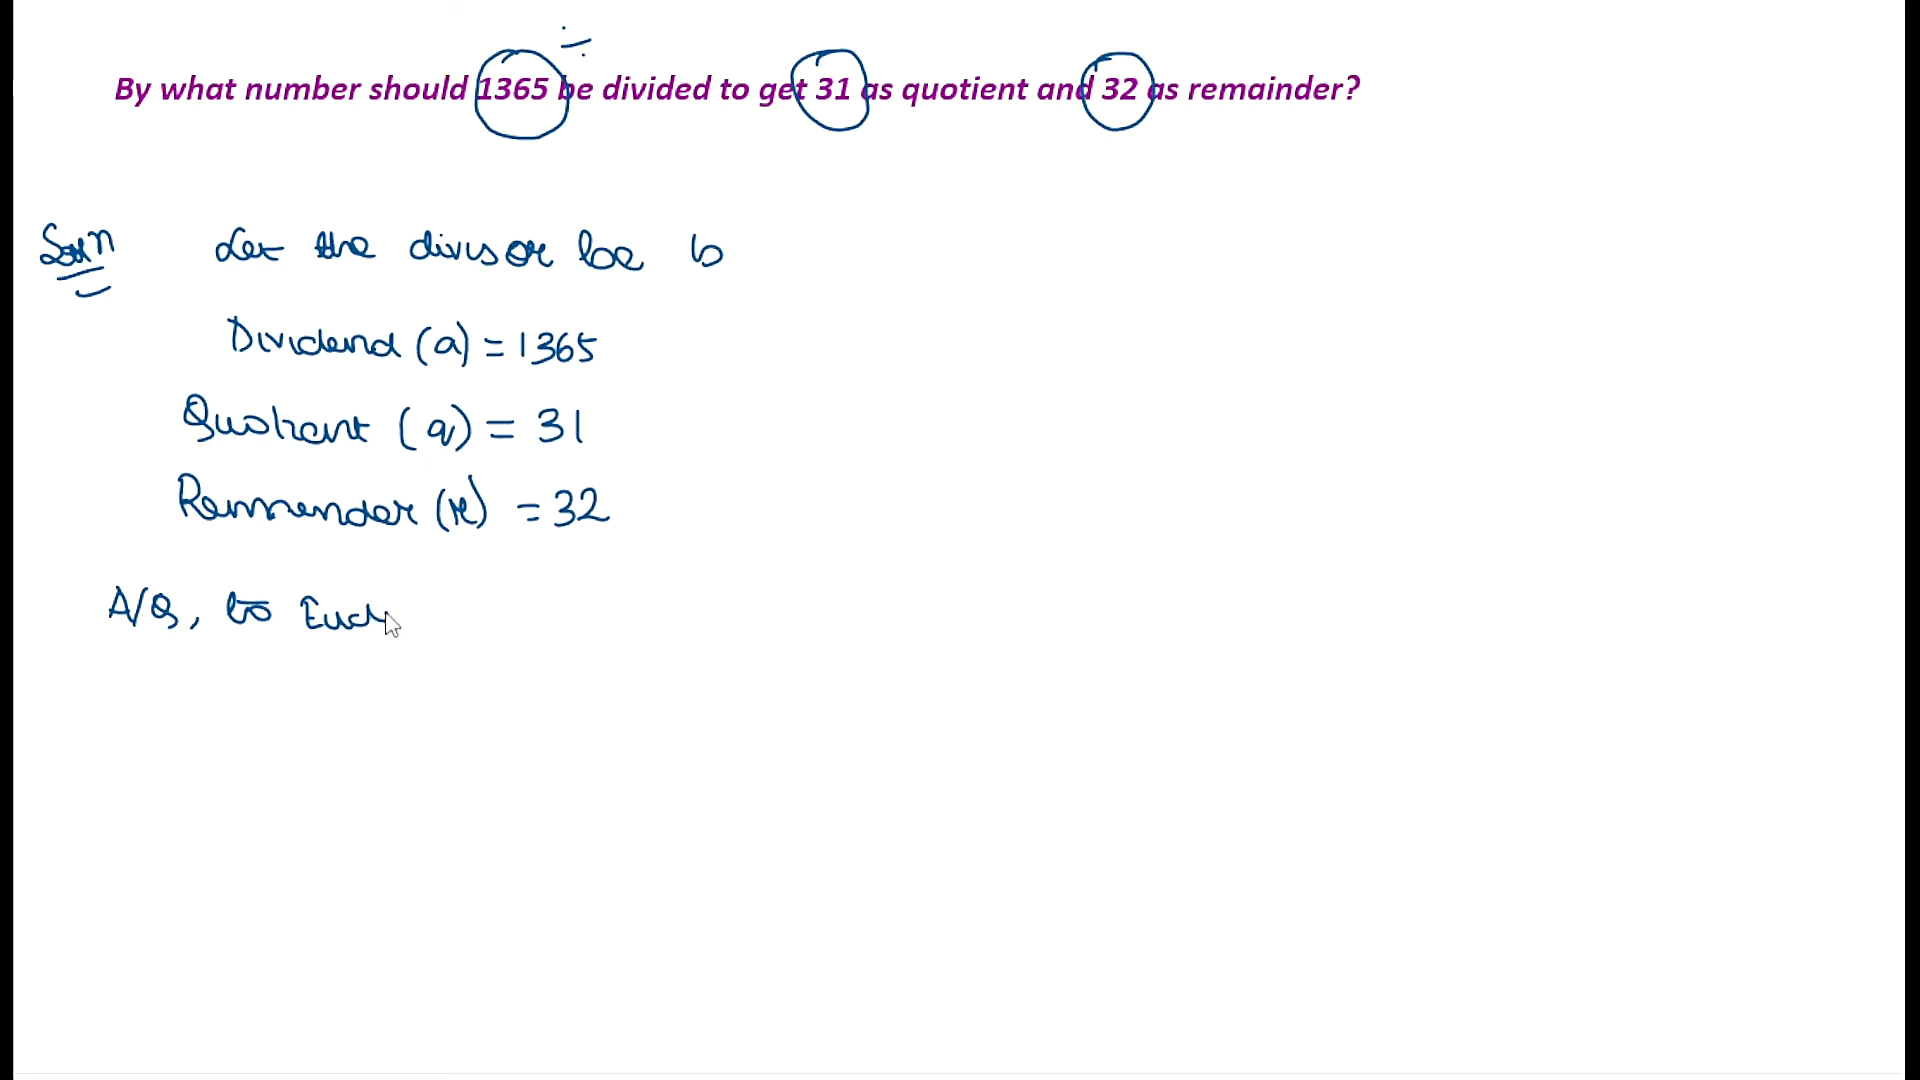 By what number should 1365 be divided to get 31 as quotient and 32 as remainder?
÷
Soln Let the divisor be b
Dividend (a) = 1365
Quotient (q) = 31
Remainder (r) = 32
A/Q, to Eucl